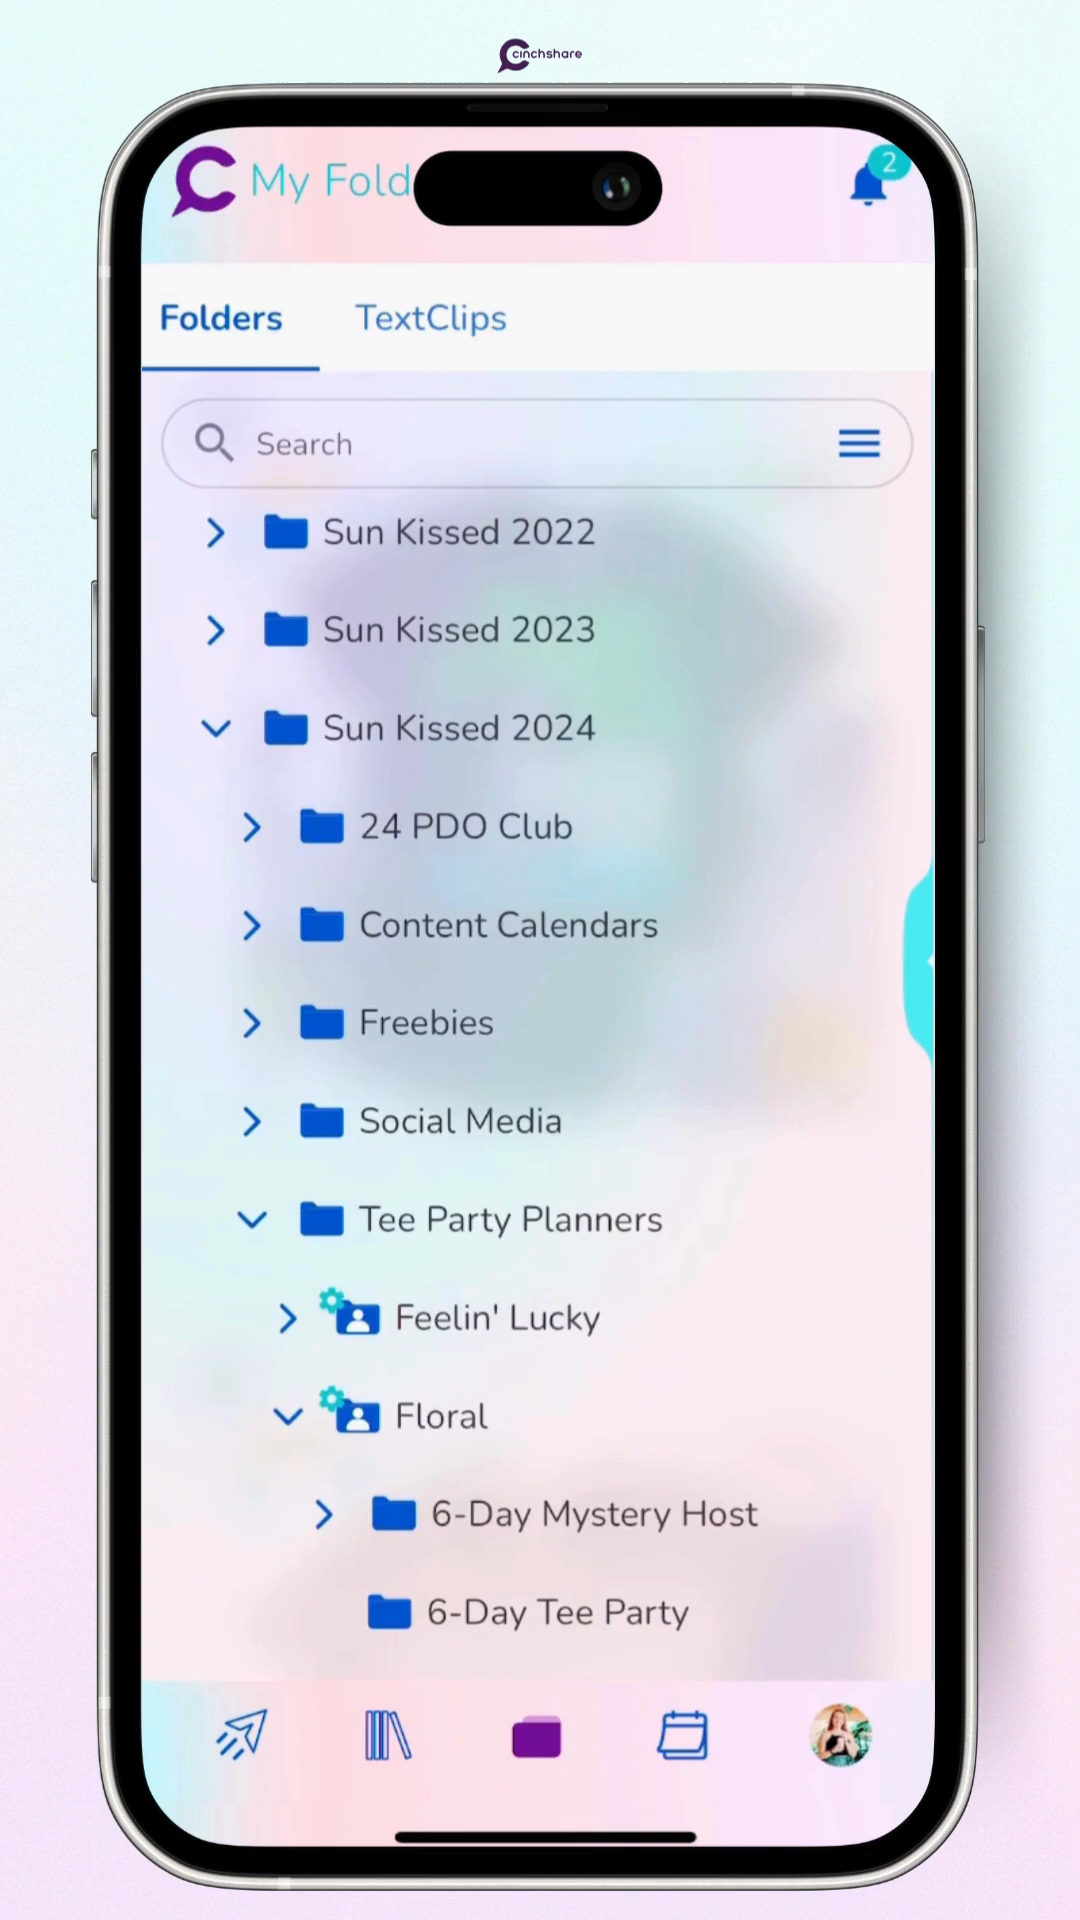 cinchshare
My Fold
2
Folders
TextClips
Search
Sun Kissed 2022
Sun Kissed 2023
Sun Kissed 2024
24 PDO Club
Content Calendars
Freebies
Social Media
Tee Party Planners
Feelin' Lucky
Floral
6-Day Mystery Host
6-Day Tee Party